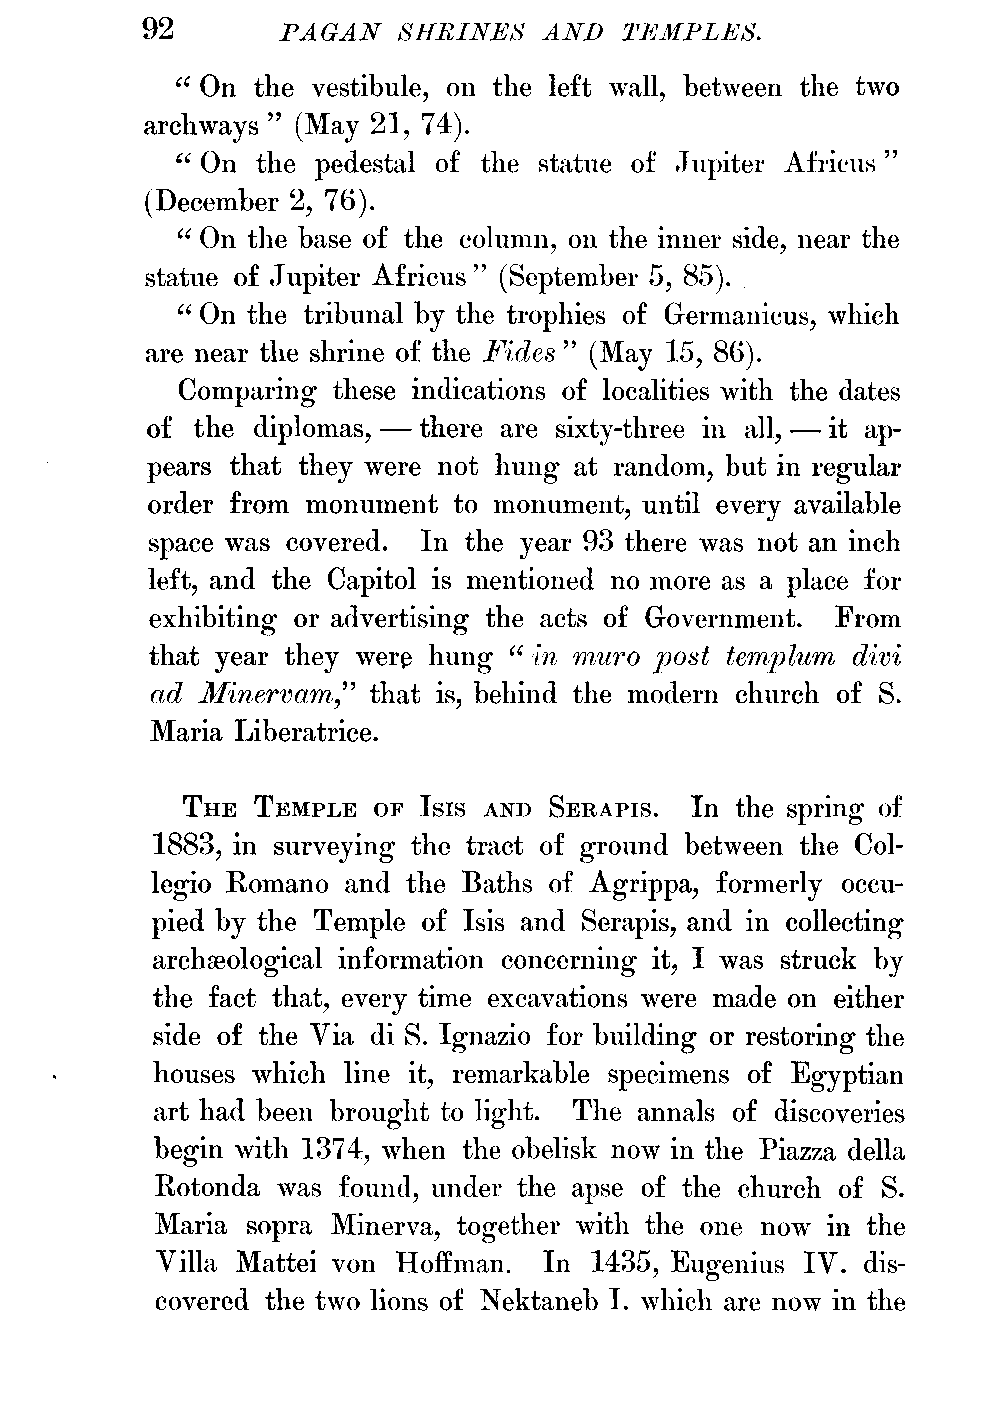 92 PAGAN SHRINES AND TEMPLES.
“ On the vestibule, on the left wall, between the two
archways ” (May 21, 74).
“ On the pedestal of the statue of Jupiter Africus ”
(December 2, 76).
“ On the base of the column, on the inner side, near the
statue of Jupiter Africus ” (September 5, 85).
“ On the tribunal by the trophies of Germanicus, which
are near the shrine of the Fides ” (May 15, 86).
Comparing these indications of localities with the dates
of the diplomas, — there are sixty-three in all, — it ap-
pears that they were not hung at random, but in regular
order from monument to monument, until every available
space was covered. In the year 93 there was not an inch
left, and the Capitol is mentioned no more as a place for
exhibiting or advertising the acts of Government. From
that year they were hung “ in muro post templum divi
ad Minervam,” that is, behind the modern church of S.
Maria Liberatrice.
THE TEMPLE OF ISIS AND SERAPIS. In the spring of
1883, in surveying the tract of ground between the Col-
legio Romano and the Baths of Agrippa, formerly occu-
pied by the Temple of Isis and Serapis, and in collecting
archæological information concerning it, I was struck by
the fact that, every time excavations were made on either
side of the Via di S. Ignazio for building or restoring the
houses which line it, remarkable specimens of Egyptian
art had been brought to light. The annals of discoveries
begin with 1374, when the obelisk now in the Piazza della
Rotonda was found, under the apse of the church of S.
Maria sopra Minerva, together with the one now in the
Villa Mattei von Hoffman. In 1435, Eugenius IV. dis-
covered the two lions of Nektaneb I. which are now in the